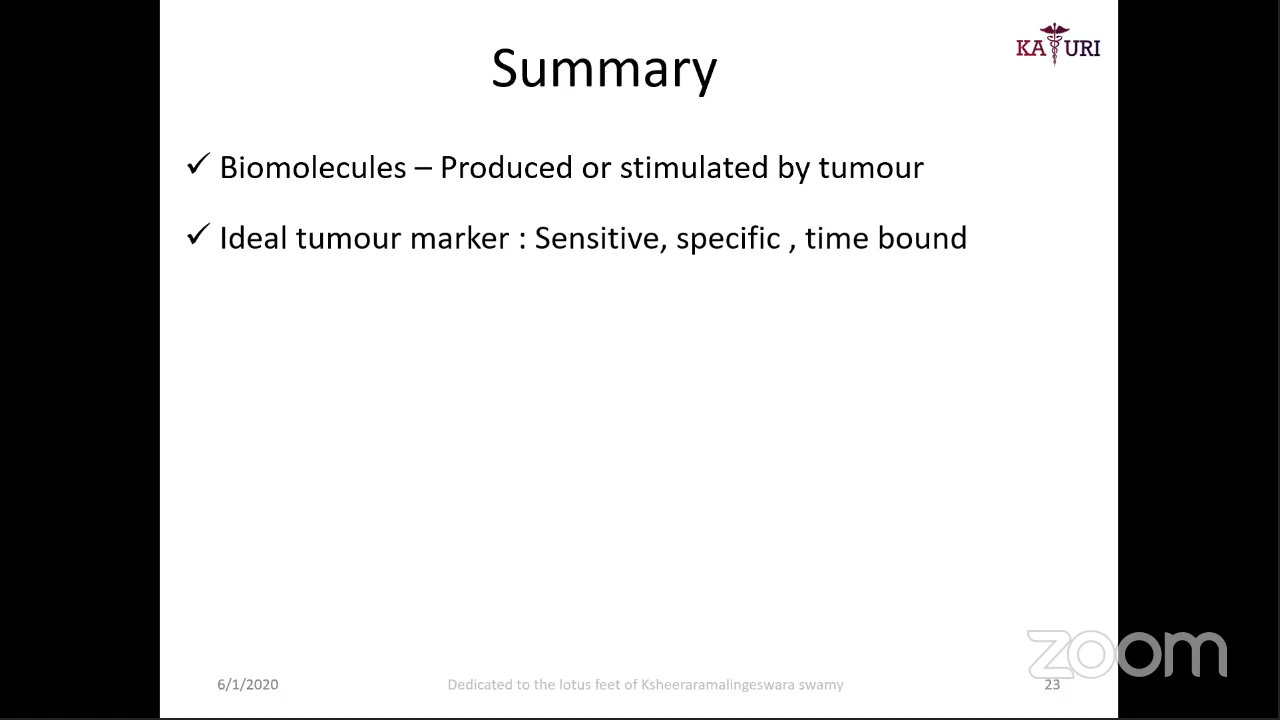 Summary
KATURI
✓ Biomolecules – Produced or stimulated by tumour
✓ Ideal tumour marker : Sensitive, specific , time bound
zoom
6/1/2020
Dedicated to the lotus feet of Ksheeraramalingeswara swamy
23